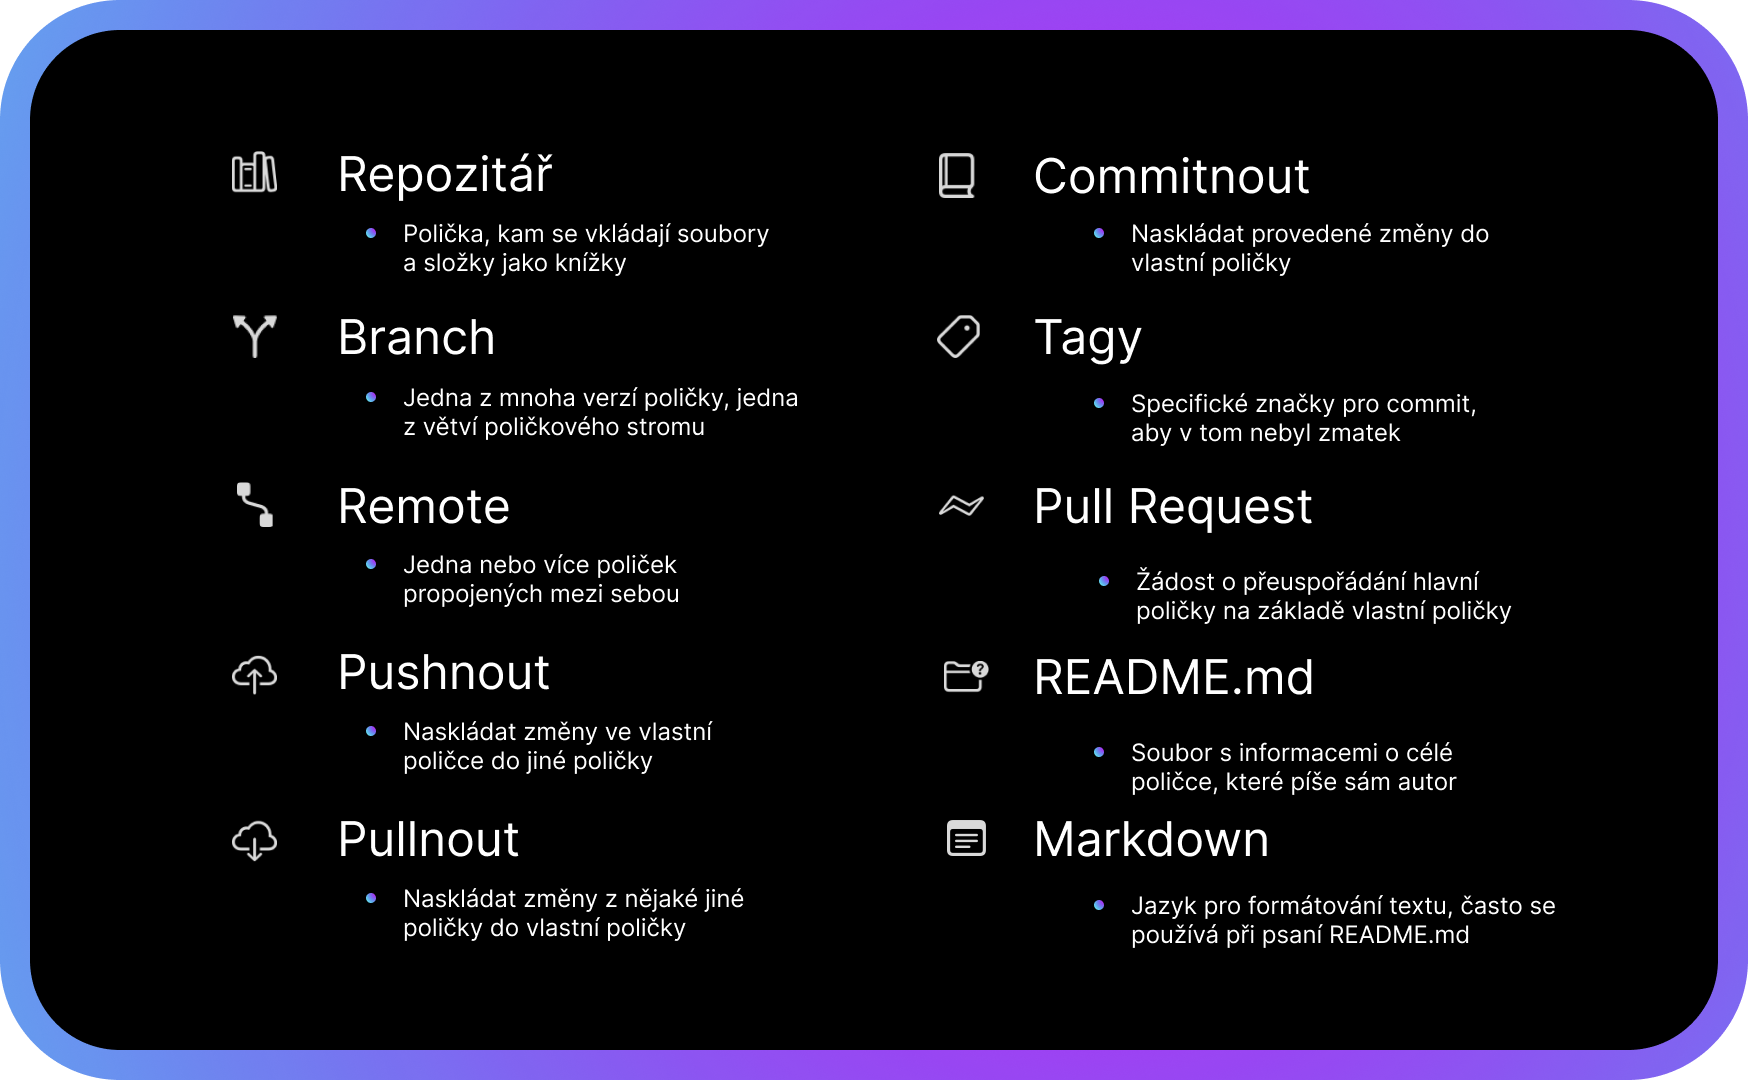 Repozitář
Polička, kam se vkládají soubory
a složky jako knížky
Branch
Jedna z mnoha verzí poličky, jedna
z větví poličkového stromu
Remote
Jedna nebo více poliček
propojených mezi sebou
Pushnout
Naskládat změny ve vlastní
poličce do jiné poličky
Pullnout
Naskládat změny z nějaké jiné
poličky do vlastní poličky
Commitnout
Naskládat provedené změny do
vlastní poličky
Tagy
Specifické značky pro commit,
aby v tom nebyl zmatek
Pull Request
Žádost o přeuspořádání hlavní
poličky na základě vlastní poličky
README.md
Soubor s informacemi o célé
poličce, které píše sám autor
Markdown
Jazyk pro formátování textu, často se
používá při psaní README.md